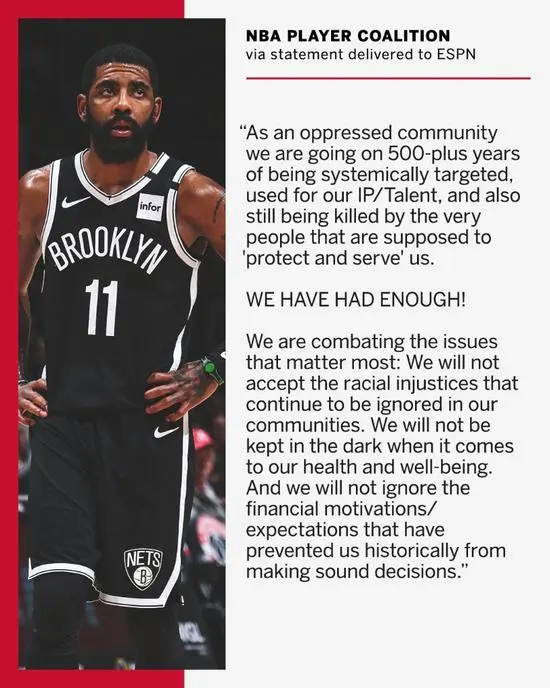 NBA PLAYER COALITION
via statement delivered to ESPN
“As an oppressed community
we are going on 500-plus years
of being systemically targeted,
used for our IP/Talent, and also
still being killed by the very
people that are supposed to
'protect and serve' us.
WE HAVE HAD ENOUGH!
We are combating the issues
that matter most: We will not
accept the racial injustices that
continue to be ignored in our
communities. We will not be
kept in the dark when it comes
to our health and well-being.
And we will not ignore the
financial motivations/
expectations that have
prevented us historically from
making sound decisions.”
infor
BROOKLYN
11
NETS
B